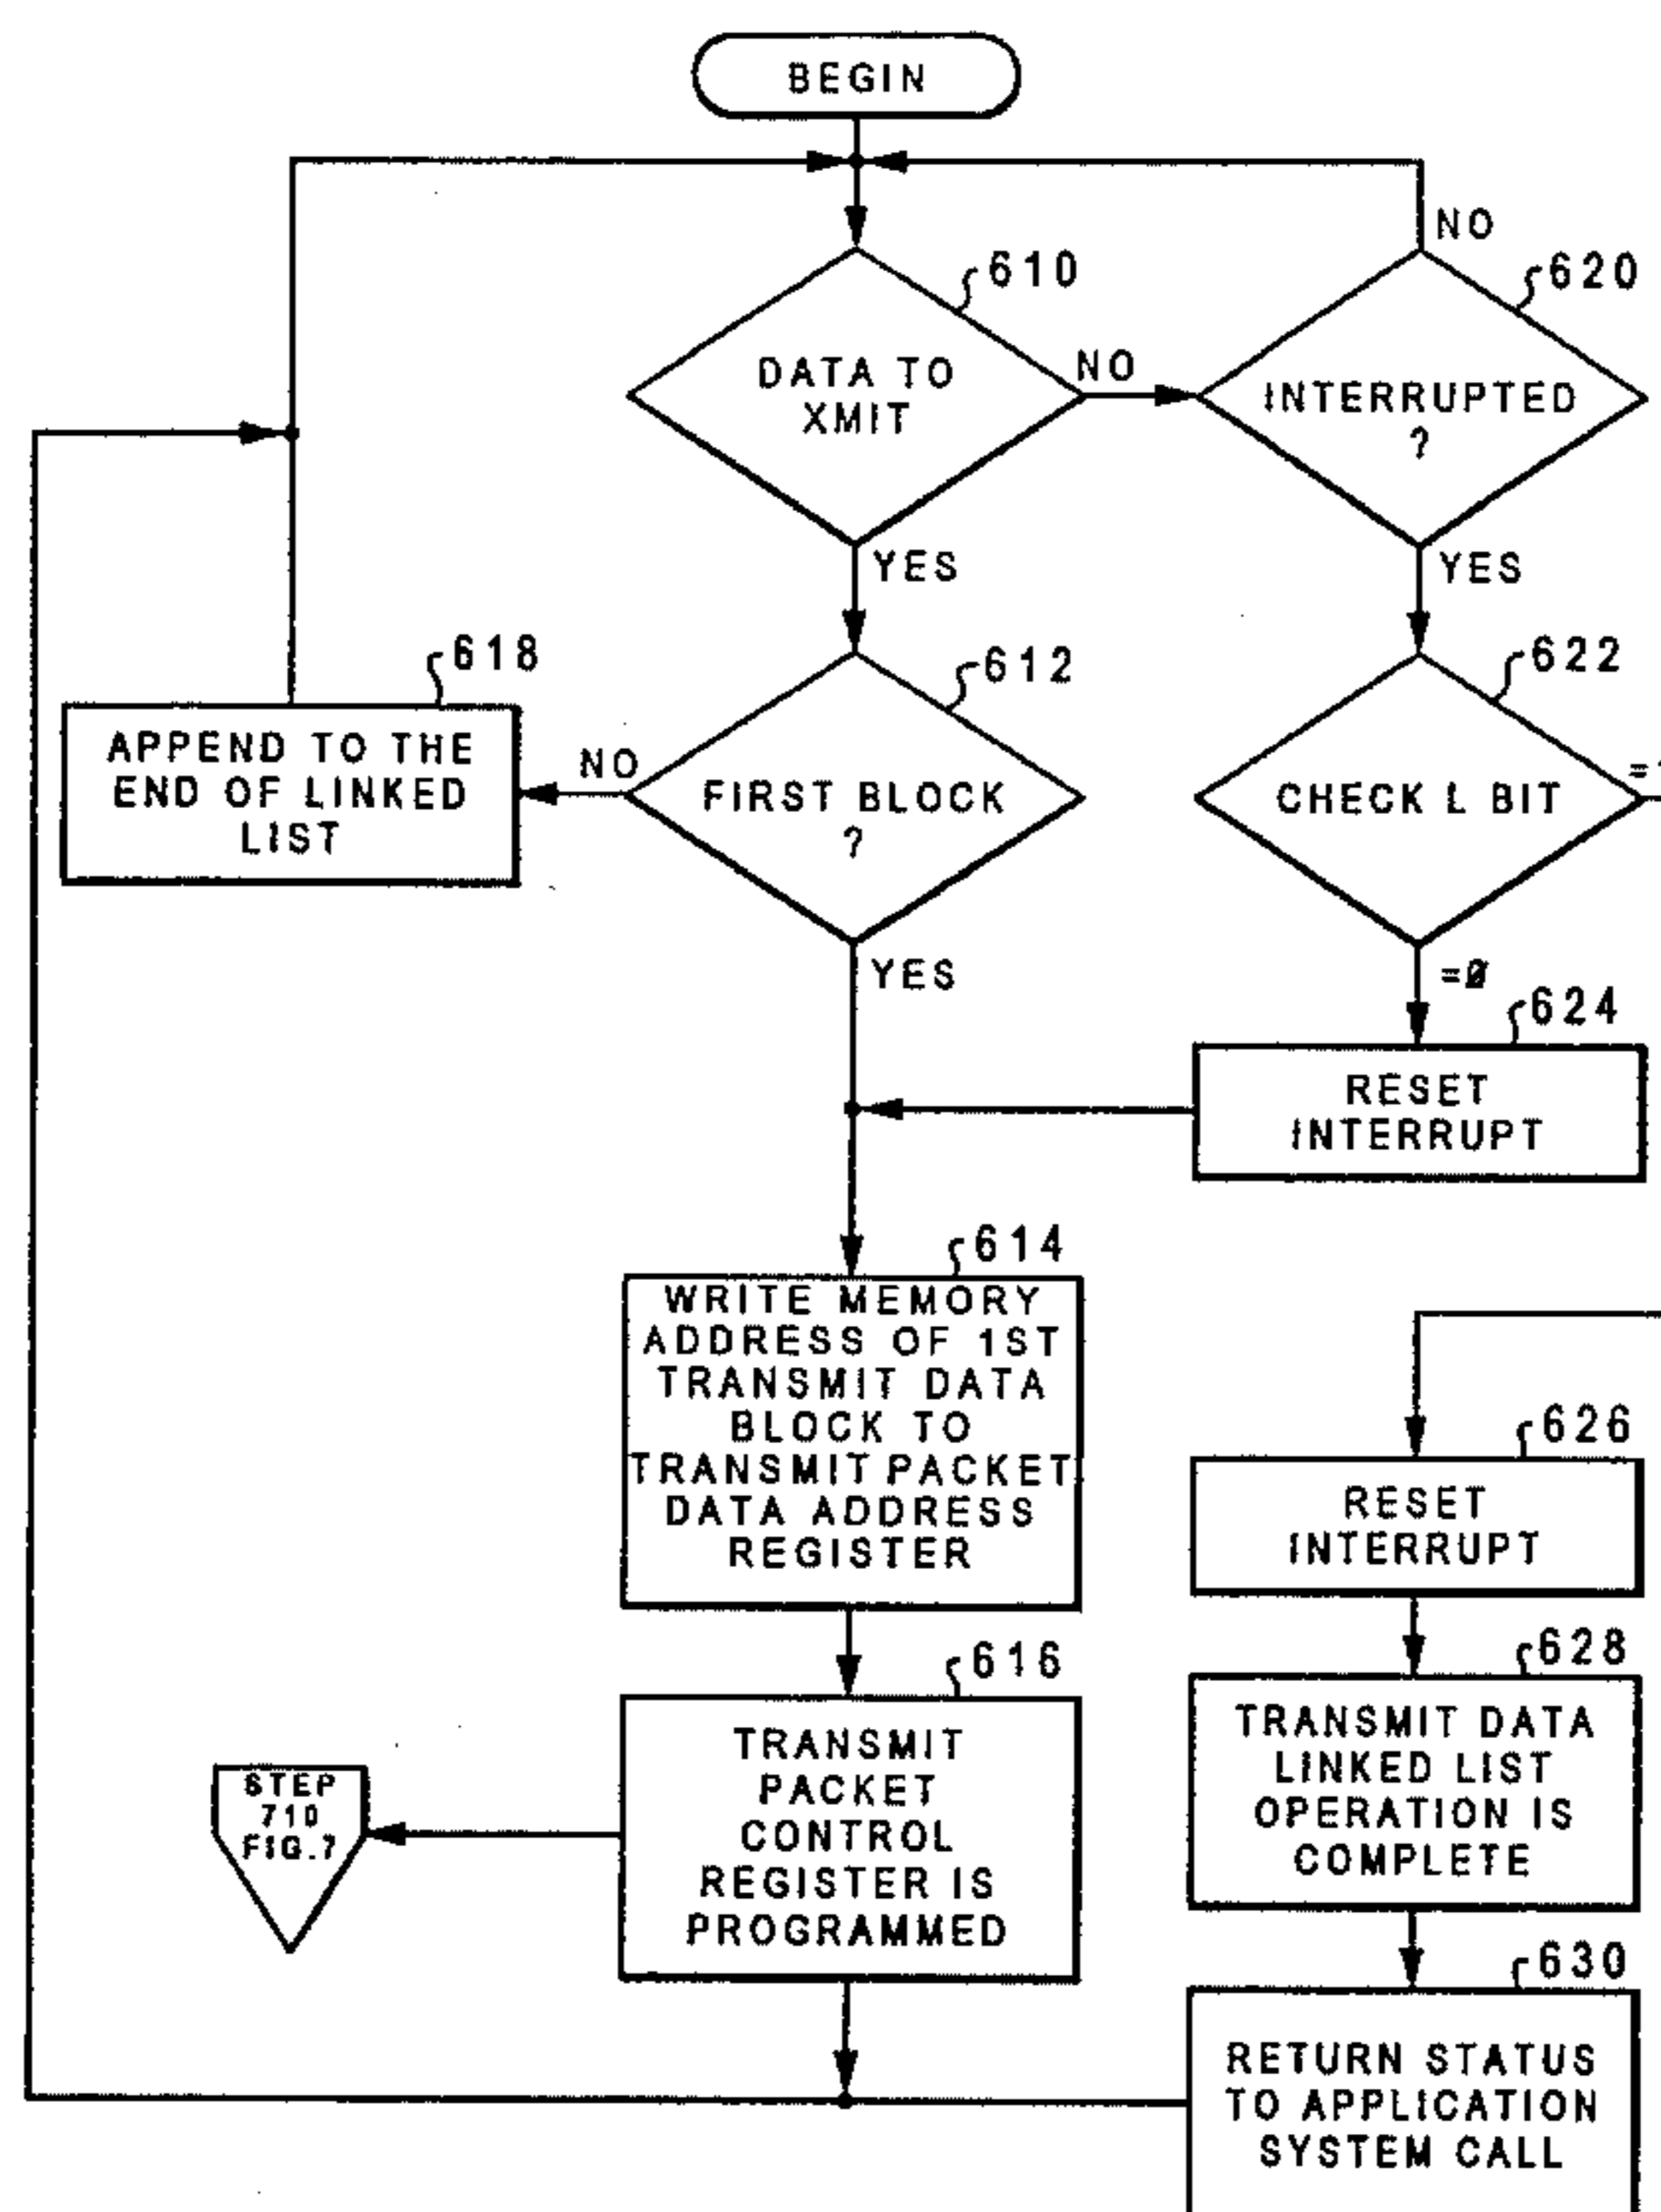 BEGIN
NO
610
620
DATA TO
XMIT
NO
INTERRUPTED
?
YES
YES
618
612
622
APPEND TO THE
END OF LINKED
LIST
NO
FIRST BLOCK
?
CHECK L BIT
YES
=0
624
RESET
INTERRUPT
614
WRITE MEMORY
ADDRESS OF 1ST
TRANSMIT DATA
BLOCK TO
TRANSMIT PACKET
DATA ADDRESS
REGISTER
626
RESET
INTERRUPT
616
628
TRANSMIT
PACKET
CONTROL
REGISTER IS
PROGRAMMED
STEP
710
FIG.7
TRANSMIT DATA
LINKED LIST
OPERATION IS
COMPLETE
630
RETURN STATUS
TO APPLICATION
SYSTEM CALL